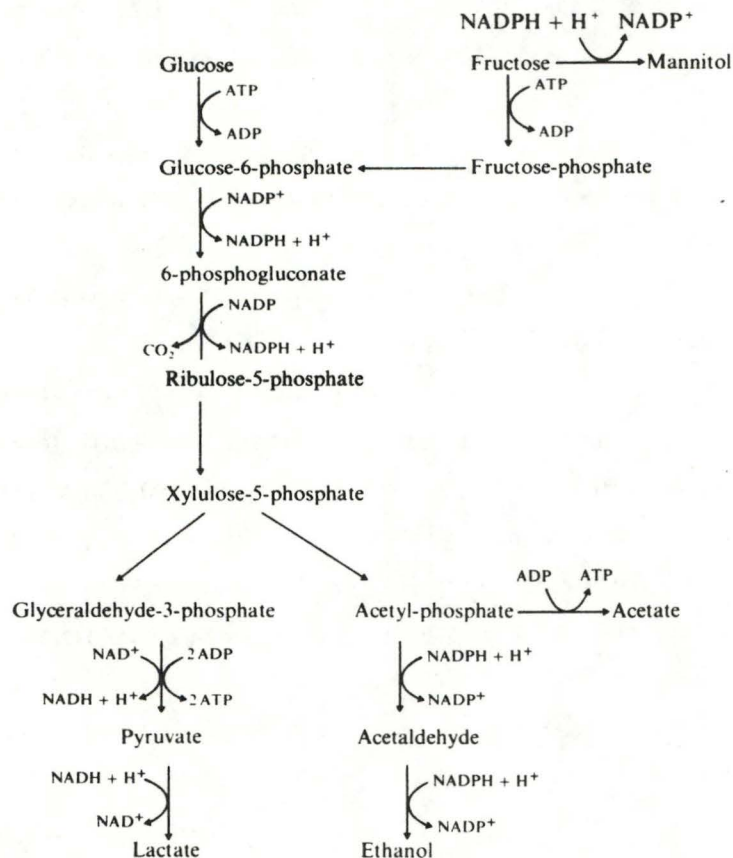 NADPH + H⁺ NADP⁺
Glucose Fructose Mannitol
ATP ATP
ADP ADP
Glucose-6-phosphate Fructose-phosphate
NADP⁺
NADPH + H⁺
6-phosphogluconate
NADP
CO₂ NADPH + H⁺
Ribulose-5-phosphate
Xylulose-5-phosphate
ADP ATP
Glyceraldehyde-3-phosphate Acetyl-phosphate Acetate
NAD⁺ 2ADP NADPH + H⁺
NADH + H⁺ 2ATP NADP⁺
Pyruvate Acetaldehyde
NADH + H⁺ NADPH + H⁺
NAD⁺ NADP⁺
Lactate Ethanol